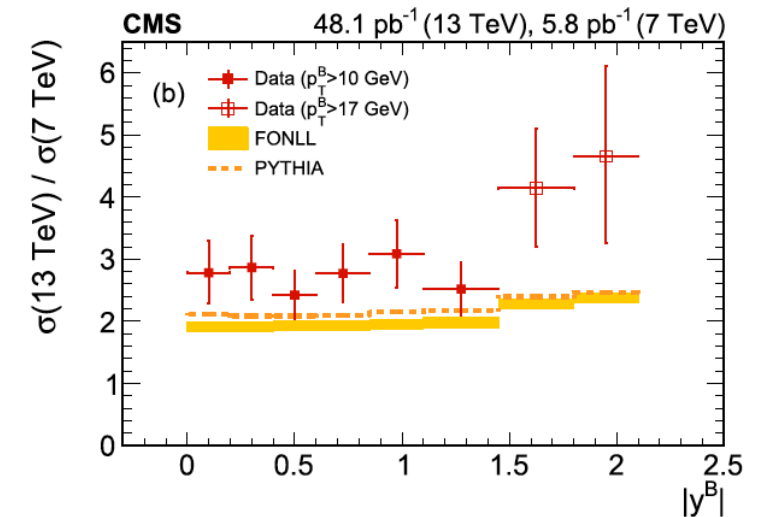 CMS 48.1 pb⁻¹ (13 TeV), 5.8 pb⁻¹ (7 TeV)
σ(13 TeV) / σ(7 TeV)
(b)
Data (p_T^B>10 GeV)
Data (p_T^B>17 GeV)
FONLL
PYTHIA
6
5
4
3
2
1
0
0 0.5 1 1.5 2 2.5
|y^B|